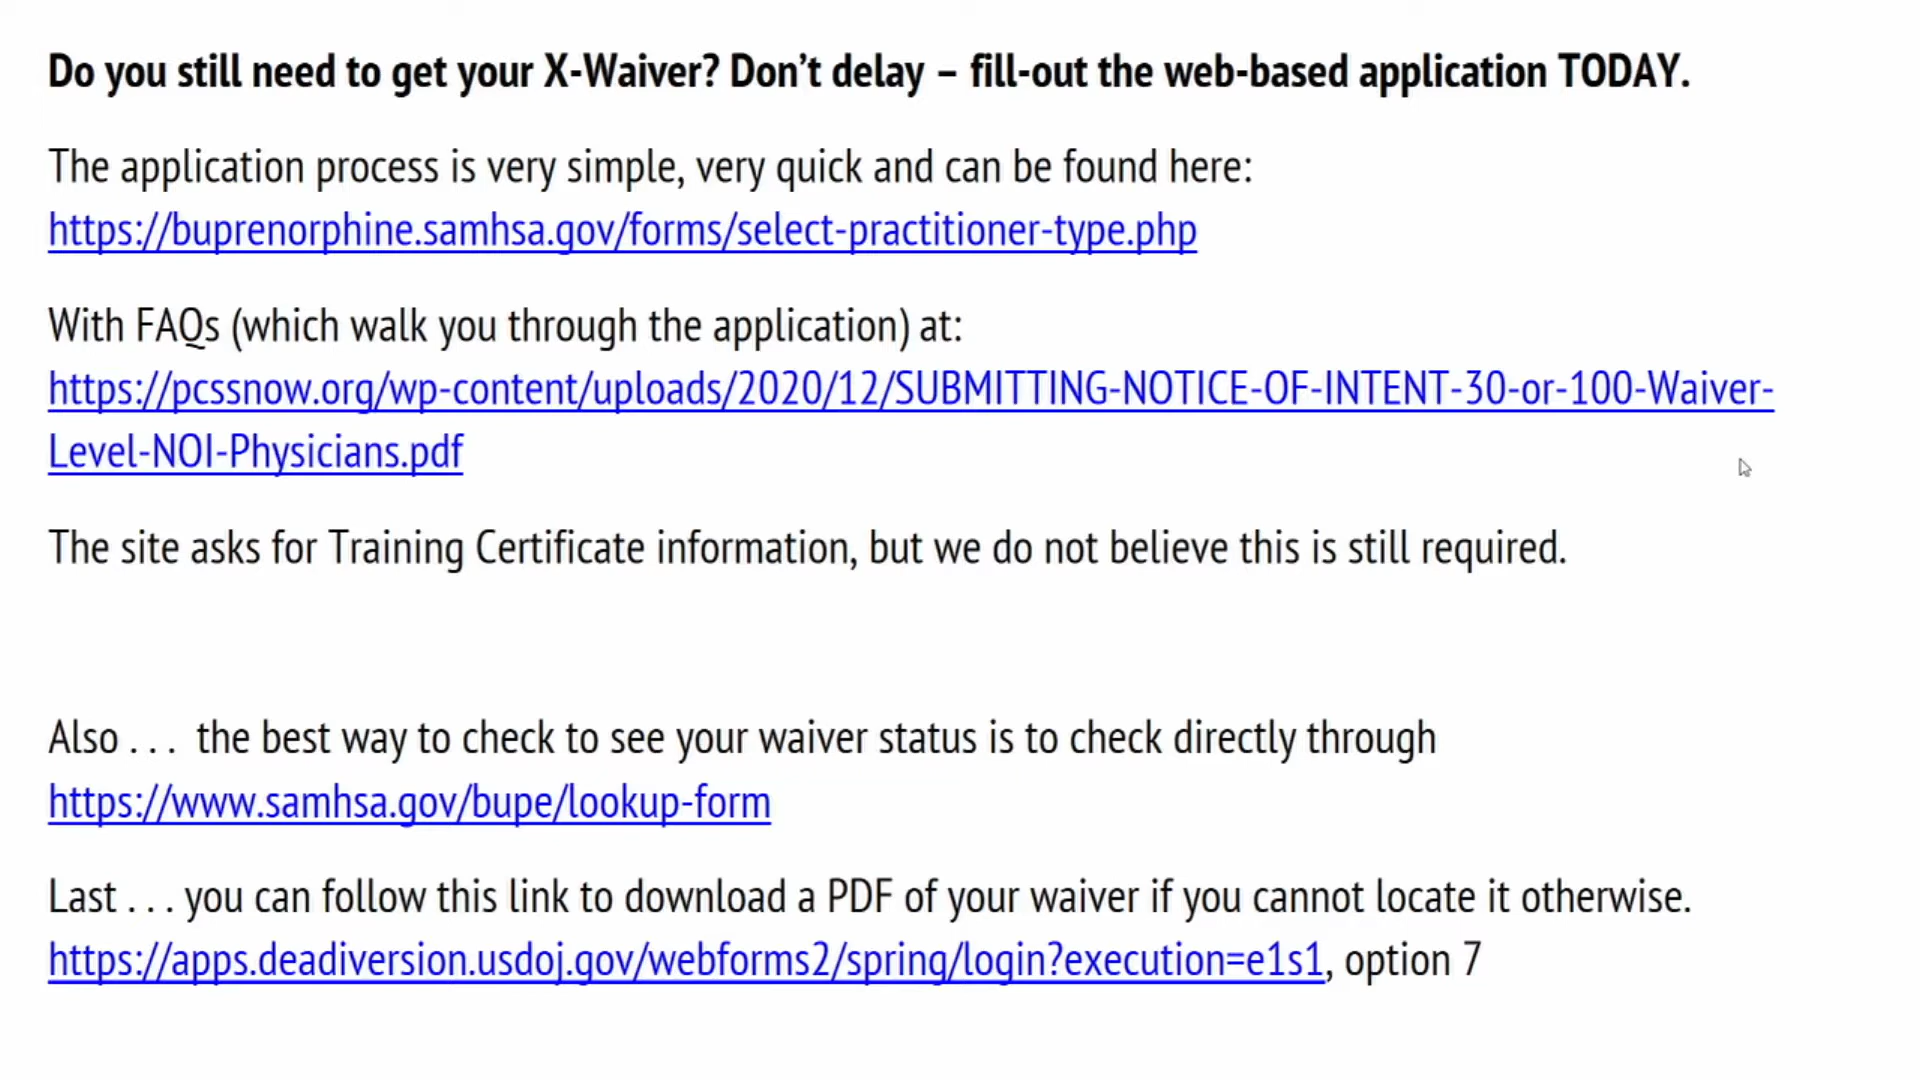 Do you still need to get your X-Waiver? Don’t delay – fill-out the web-based application TODAY.
The application process is very simple, very quick and can be found here:
https://buprenorphine.samhsa.gov/forms/select-practitioner-type.php
With FAQs (which walk you through the application) at:
https://pcssnow.org/wp-content/uploads/2020/12/SUBMITTING-NOTICE-OF-INTENT-30-or-100-Waiver-
Level-NOI-Physicians.pdf
The site asks for Training Certificate information, but we do not believe this is still required.
Also . . .  the best way to check to see your waiver status is to check directly through
https://www.samhsa.gov/bupe/lookup-form
Last . . . you can follow this link to download a PDF of your waiver if you cannot locate it otherwise.
https://apps.deadiversion.usdoj.gov/webforms2/spring/login?execution=e1s1, option 7